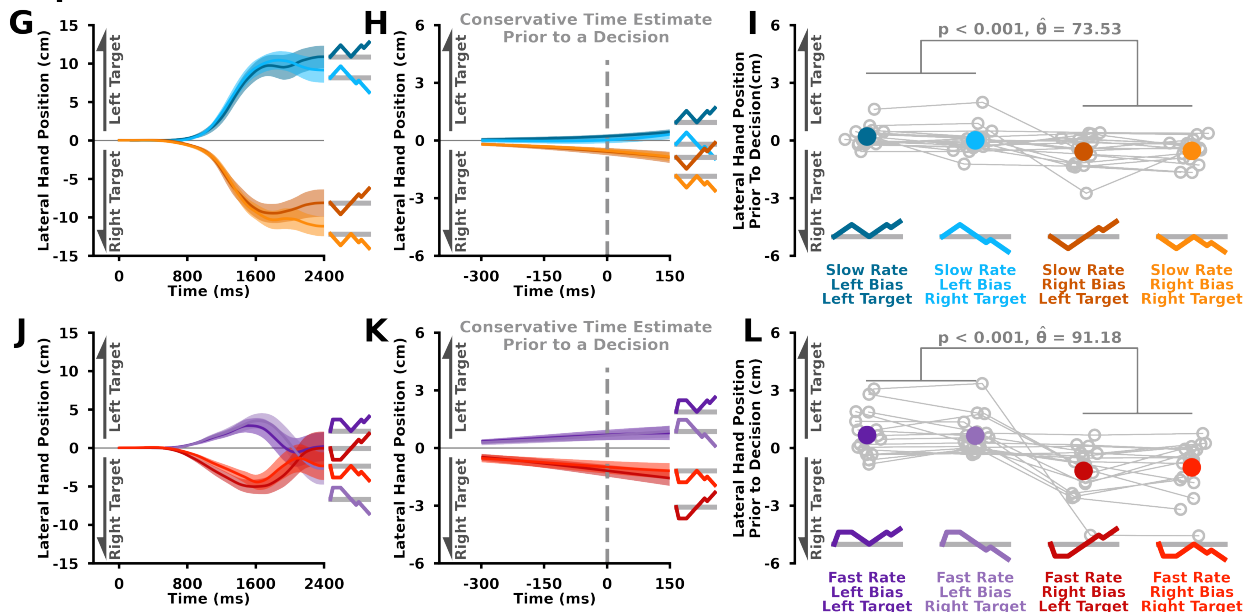 G
15
10
5
0
-5
-10
-15
Lateral Hand Position (cm)
Left Target
Right Target
0
800
1600
2400
Time (ms)
H
Conservative Time Estimate
Prior to a Decision
6
3
0
-3
-6
Lateral Hand Position (cm)
Left Target
Right Target
-300
-150
0
150
Time (ms)
I
p < 0.001, θ̂ = 73.53
6
3
0
-3
-6
Lateral Hand Position
Prior To Decision(cm)
Left Target
Right Target
Slow Rate
Left Bias
Left Target
Slow Rate
Left Bias
Right Target
Slow Rate
Right Bias
Left Target
Slow Rate
Right Bias
Right Target
J
15
10
5
0
-5
-10
-15
Lateral Hand Position (cm)
Left Target
Right Target
0
800
1600
2400
Time (ms)
K
Conservative Time Estimate
Prior to a Decision
6
3
0
-3
-6
Lateral Hand Position (cm)
Left Target
Right Target
-300
-150
0
150
Time (ms)
L
p < 0.001, θ̂ = 91.18
6
3
0
-3
-6
Lateral Hand Position
Prior To Decision (cm)
Left Target
Right Target
Fast Rate
Left Bias
Left Target
Fast Rate
Left Bias
Right Target
Fast Rate
Right Bias
Left Target
Fast Rate
Right Bias
Right Target